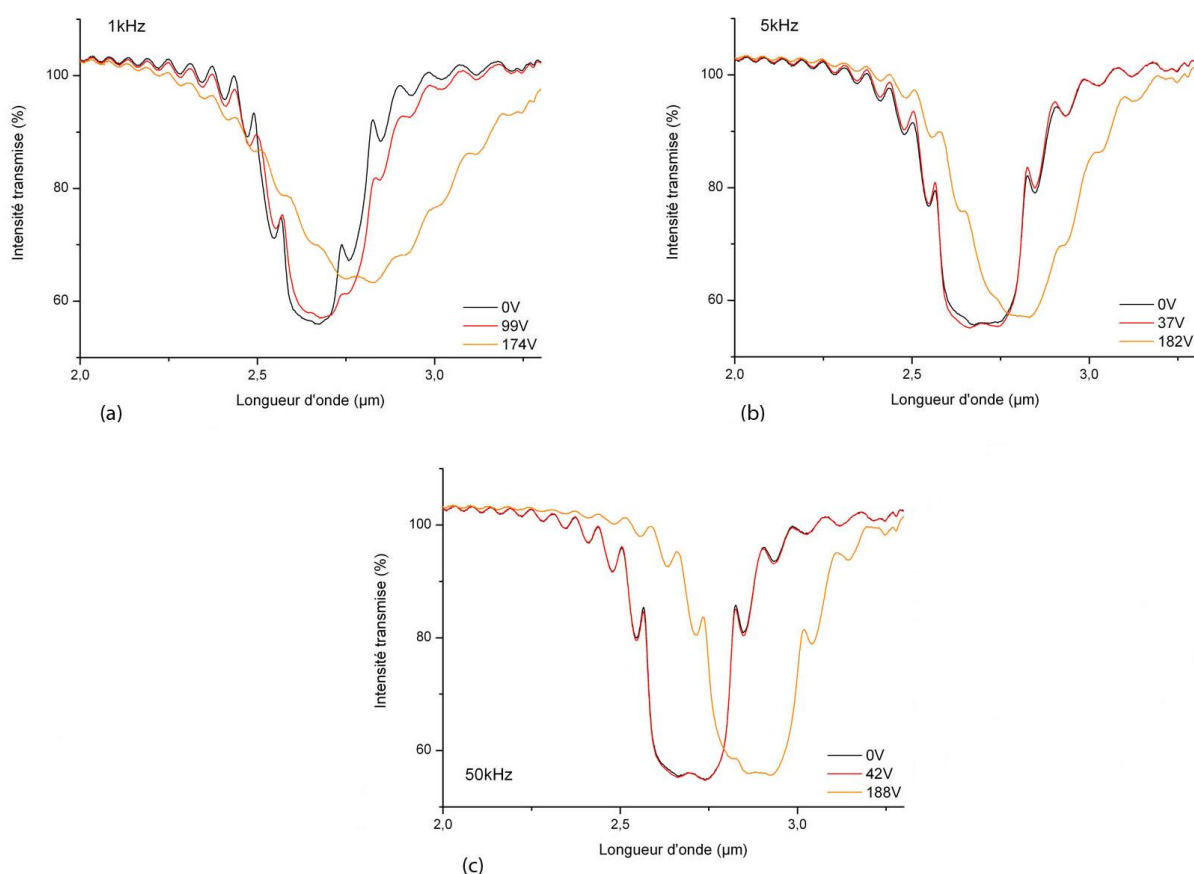 1kHz
Intensité transmise (%)
100
80
60
0V
99V
174V
2,0
2,5
3,0
Longueur d'onde (µm)
(a)
5kHz
Intensité transmise (%)
100
80
60
0V
37V
182V
2,0
2,5
3,0
Longueur d'onde (µm)
(b)
Intensité transmise (%)
100
80
60
50kHz
0V
42V
188V
2,0
2,5
3,0
Longueur d'onde (µm)
(c)